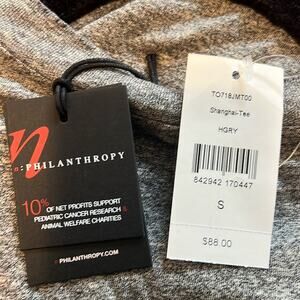 n
n:PHILANTHROPY
10% OF NET PROFITS SUPPORT
PEDIATRIC CANCER RESEARCH &
ANIMAL WELFARE CHARITIES
nPHILANTHROPY.COM
TO718JMT00
Shanghai-Tee
HGRY
842942 170447
S
$88.00